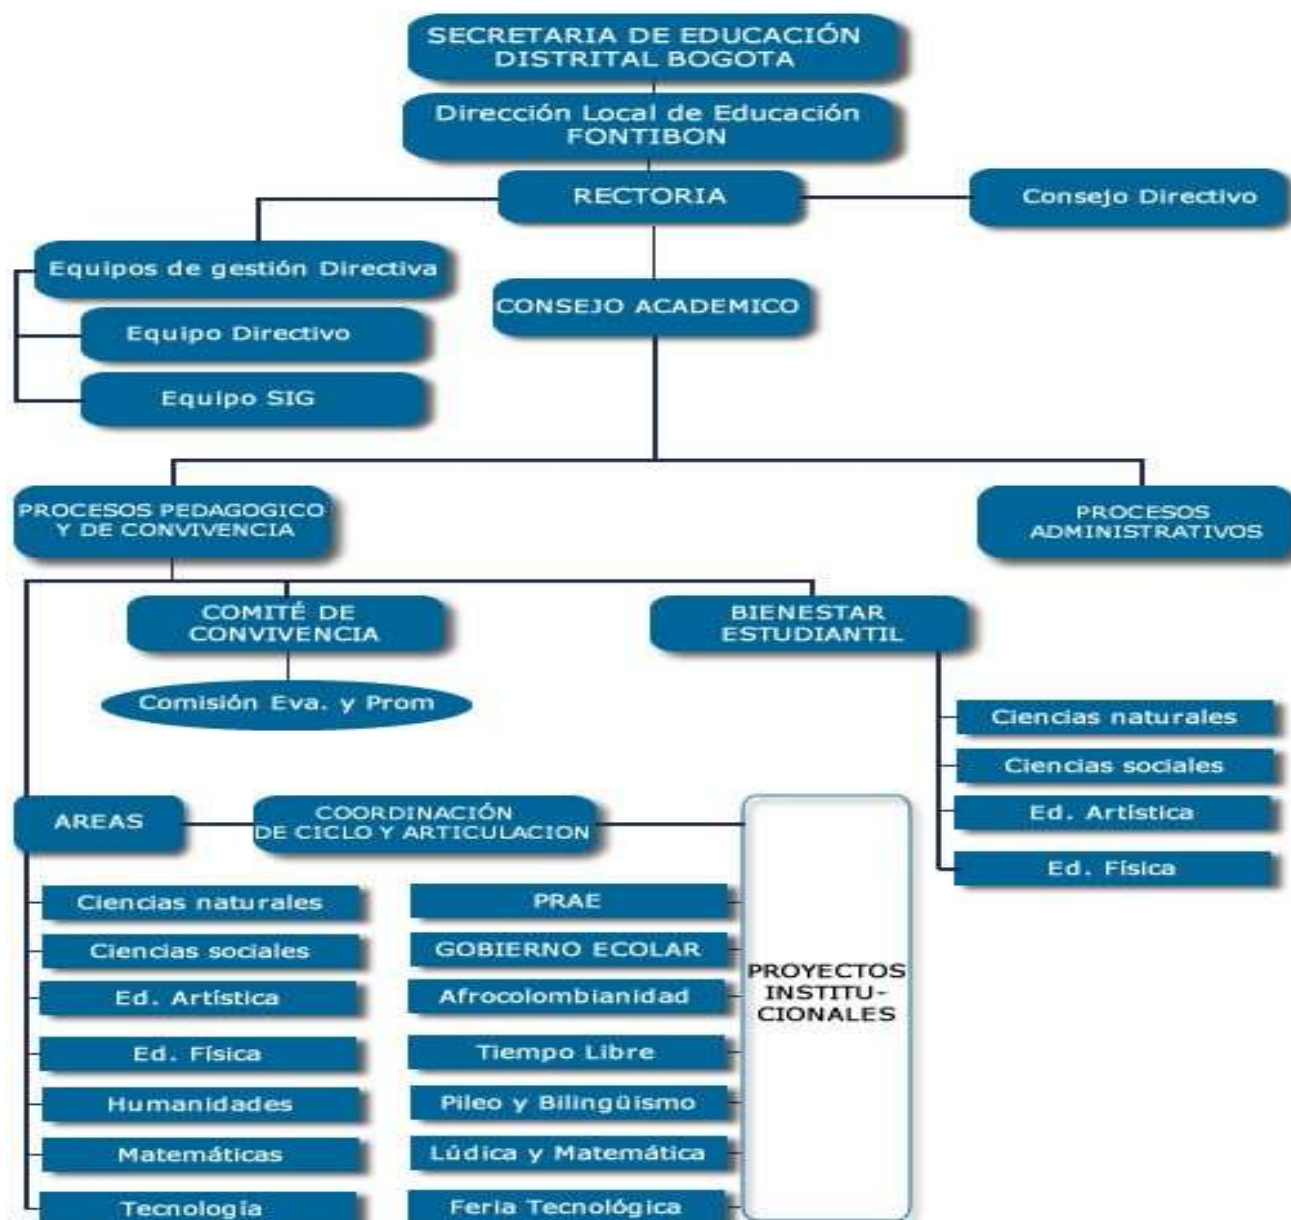 SECRETARIA DE EDUCACIÓN
DISTRITAL BOGOTA
Dirección Local de Educación
FONTIBON
RECTORIA
Consejo Directivo
Equipos de gestión Directiva
Equipo Directivo
Equipo SIG
CONSEJO ACADEMICO
PROCESOS PEDAGOGICO
Y DE CONVIVENCIA
PROCESOS
ADMINISTRATIVOS
COMITÉ DE
CONVIVENCIA
Comisión Eva. y Prom
BIENESTAR
ESTUDIANTIL
Ciencias naturales
Ciencias sociales
Ed. Artística
Ed. Física
AREAS
COORDINACIÓN
DE CICLO Y ARTICULACION
Ciencias naturales
Ciencias sociales
Ed. Artística
Ed. Física
Humanidades
Matemáticas
Tecnología
PRAE
GOBIERNO ECOLAR
Afrocolombianidad
Tiempo Libre
Pileo y Bilingüismo
Lúdica y Matemática
Feria Tecnológica
PROYECTOS
INSTITU-
CIONALES